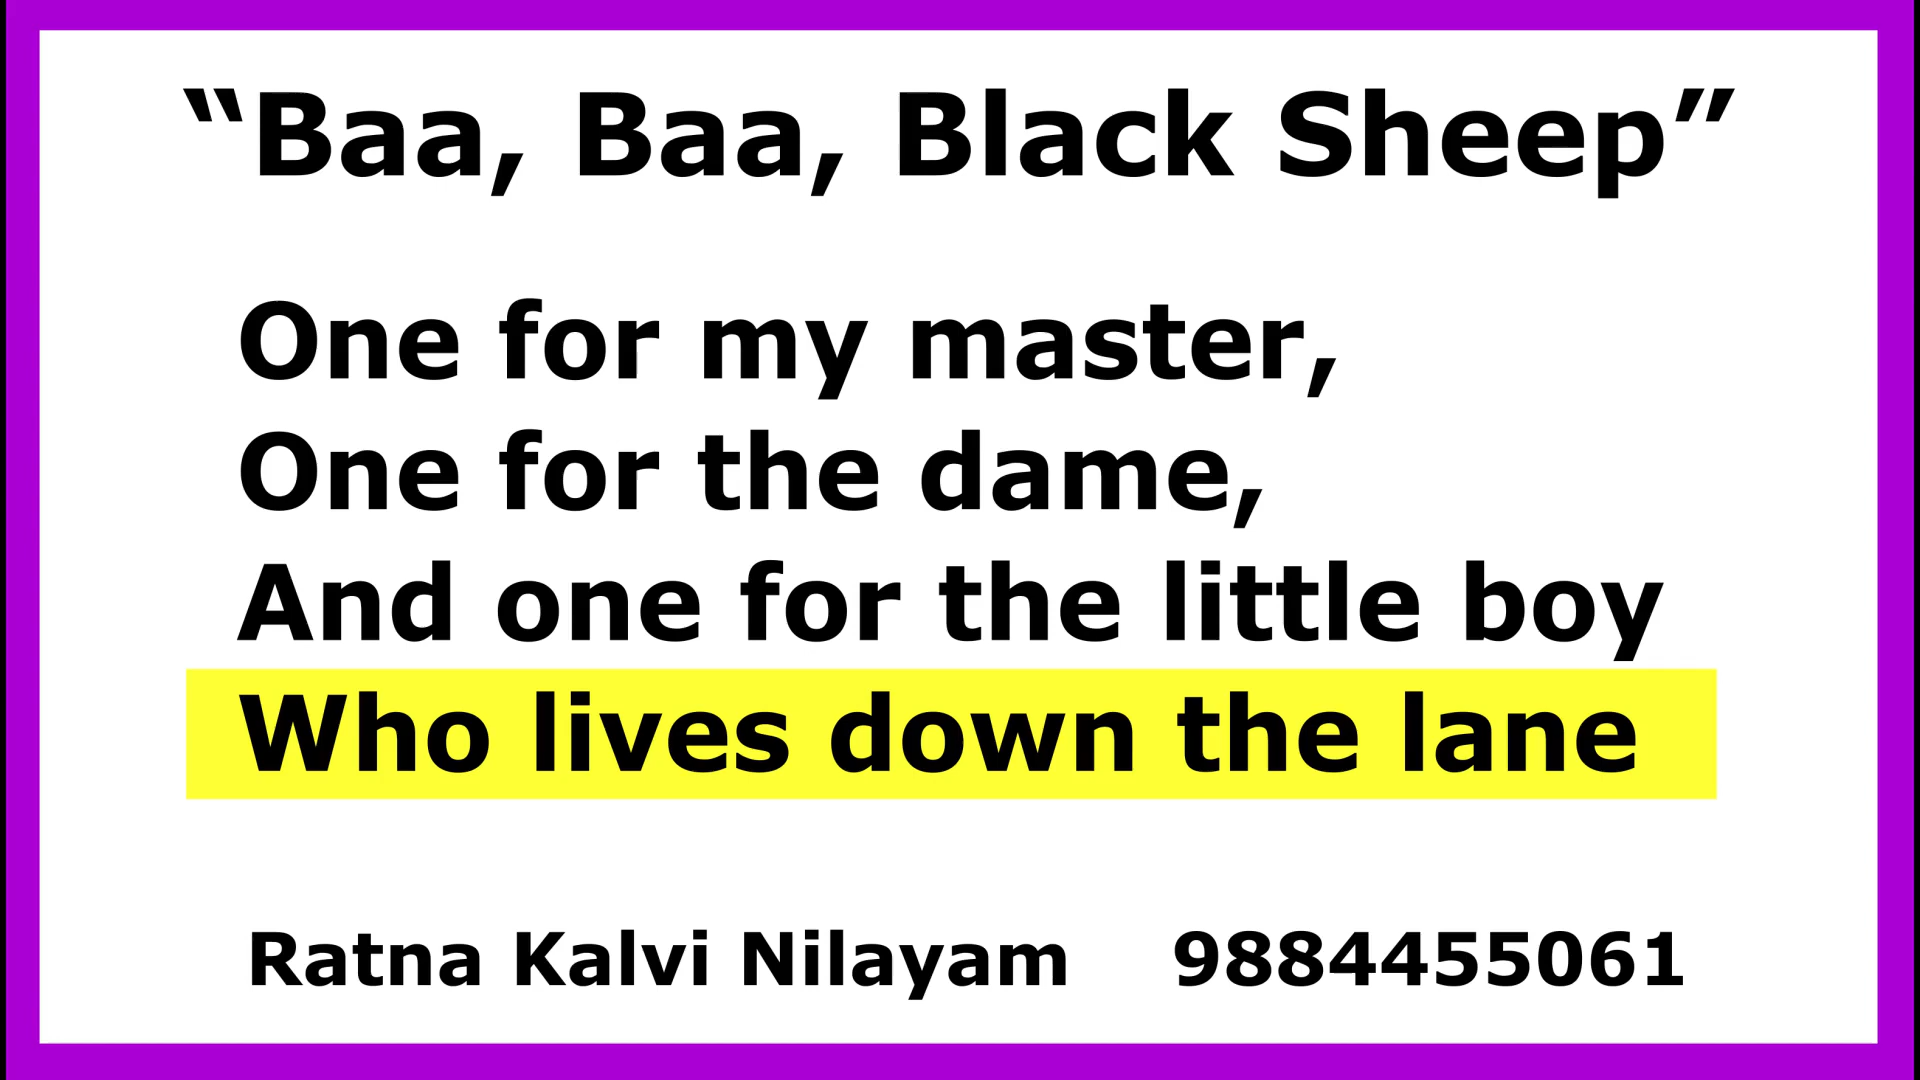 “Baa, Baa, Black Sheep”
One for my master,
One for the dame,
And one for the little boy
Who lives down the lane
Ratna Kalvi Nilayam 9884455061